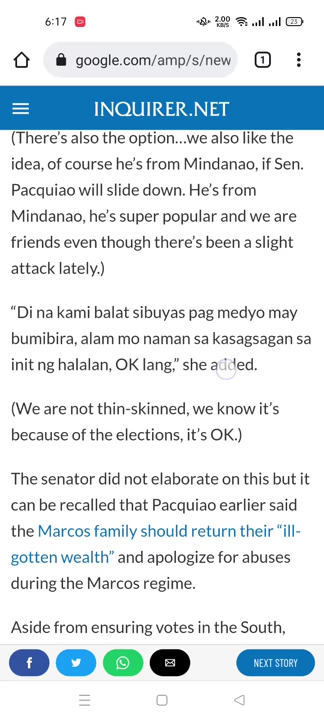 6:17
2.00
KB/S
23
google.com/amp/s/new
1
INQUIRER.NET
(There's also the option…we also like the
idea, of course he's from Mindanao, if Sen.
Pacquiao will slide down. He's from
Mindanao, he's super popular and we are
friends even though there's been a slight
attack lately.)
“Di na kami balat sibuyas pag medyo may
bumibira, alam mo naman sa kasagsagan sa
init ng halalan, OK lang,” she added.
(We are not thin-skinned, we know it's
because of the elections, it's OK.)
The senator did not elaborate on this but it
can be recalled that Pacquiao earlier said
the Marcos family should return their “ill-
gotten wealth” and apologize for abuses
during the Marcos regime.
Aside from ensuring votes in the South,
NEXT STORY